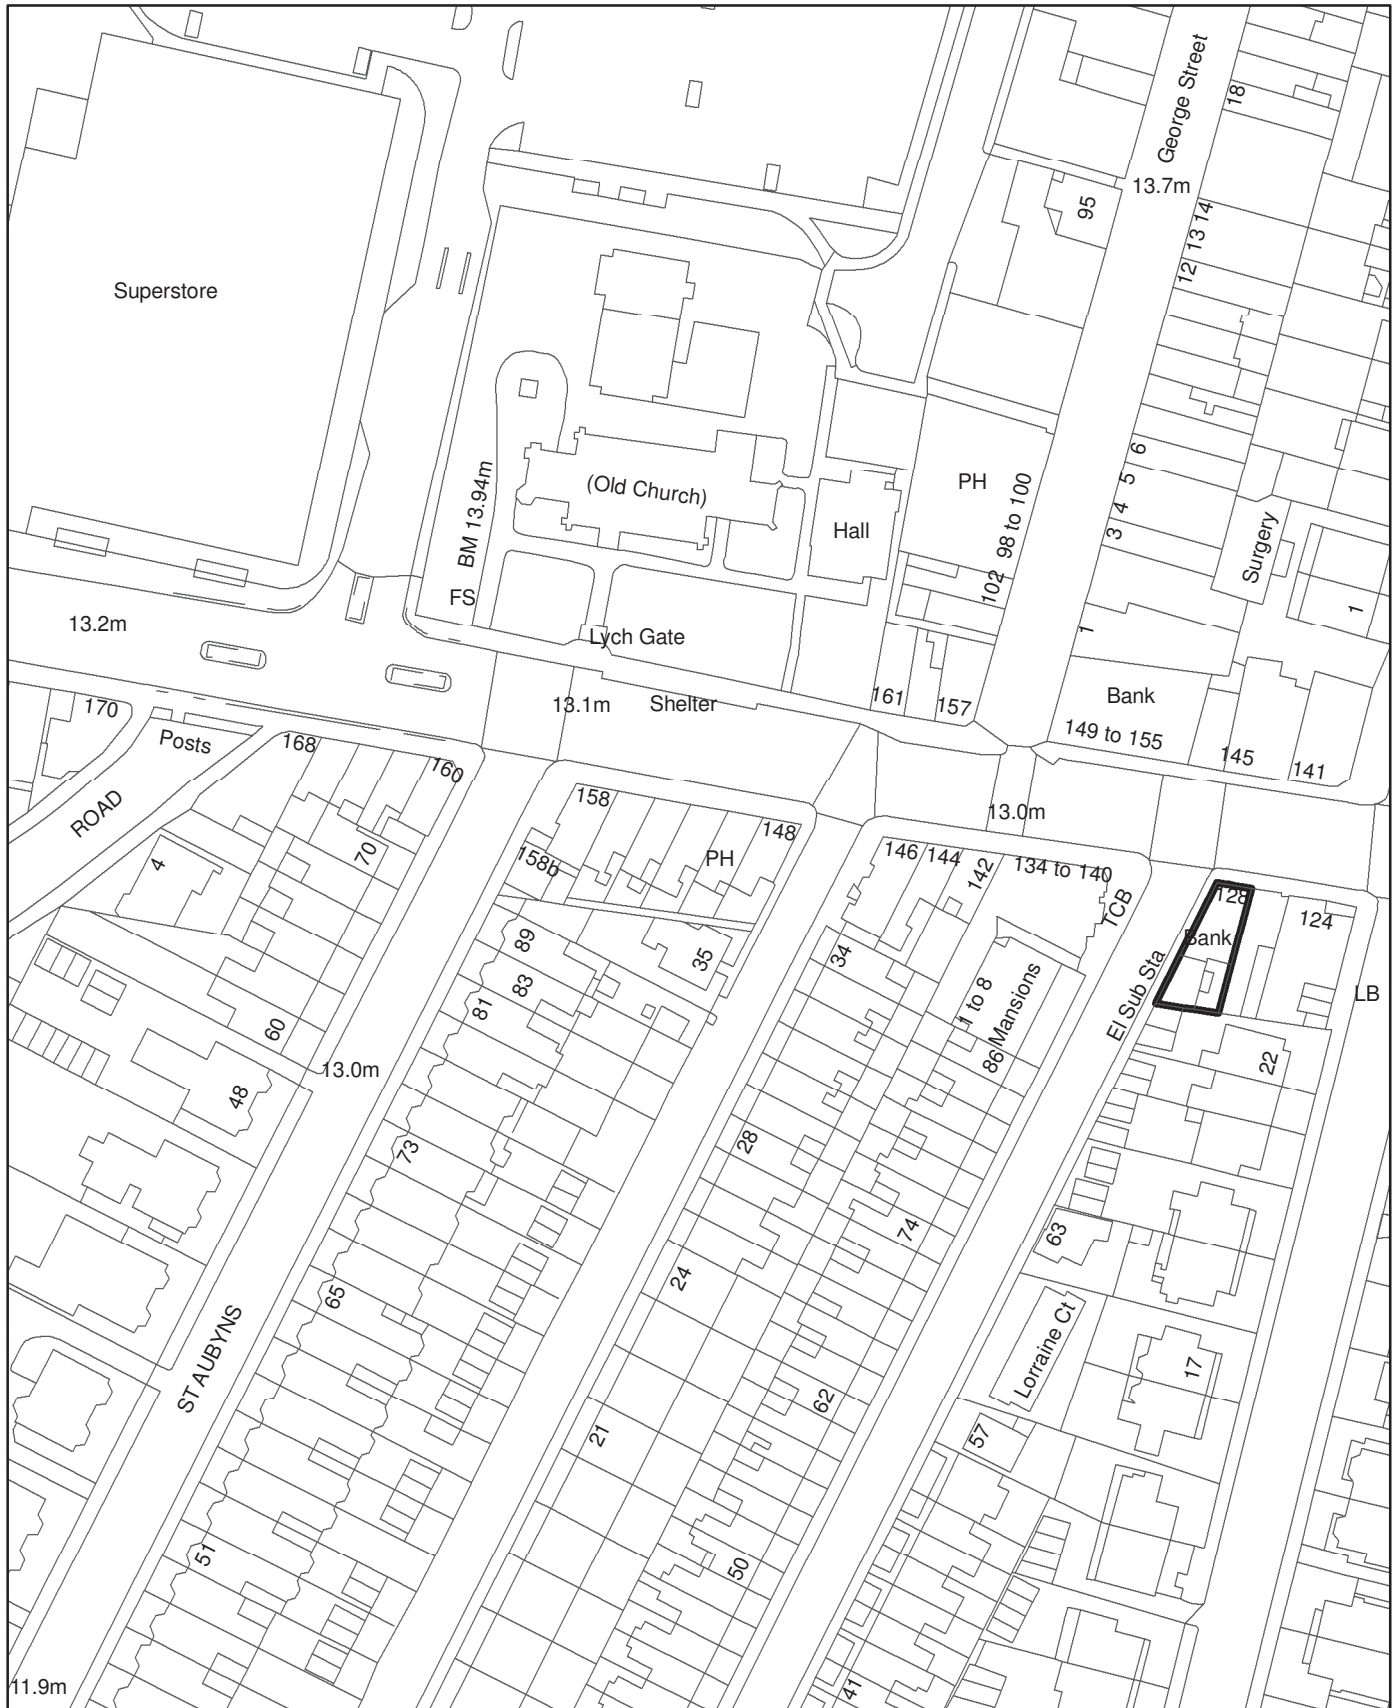 George Street
18
13.7m
95
14
13
12
Superstore
6
5
4
3
PH
98 to 100
(Old Church)
BM 13.94m
Hall
Surgery
102
FS
1
1
13.2m
Lych Gate
161
157
Bank
13.1m
Shelter
170
Posts
149 to 155
145
141
168
160
ROAD
158
148
13.0m
70
PH
158b
4
146
144
142
134 to 140
TCB
128
Bank
124
89
35
34
83
81
1 to 8
Mansions
86
El Sub Sta
LB
60
13.0m
22
48
73
28
74
63
24
65
ST AUBYNS
Lorraine Ct
17
62
57
21
51
50
41
11.9m